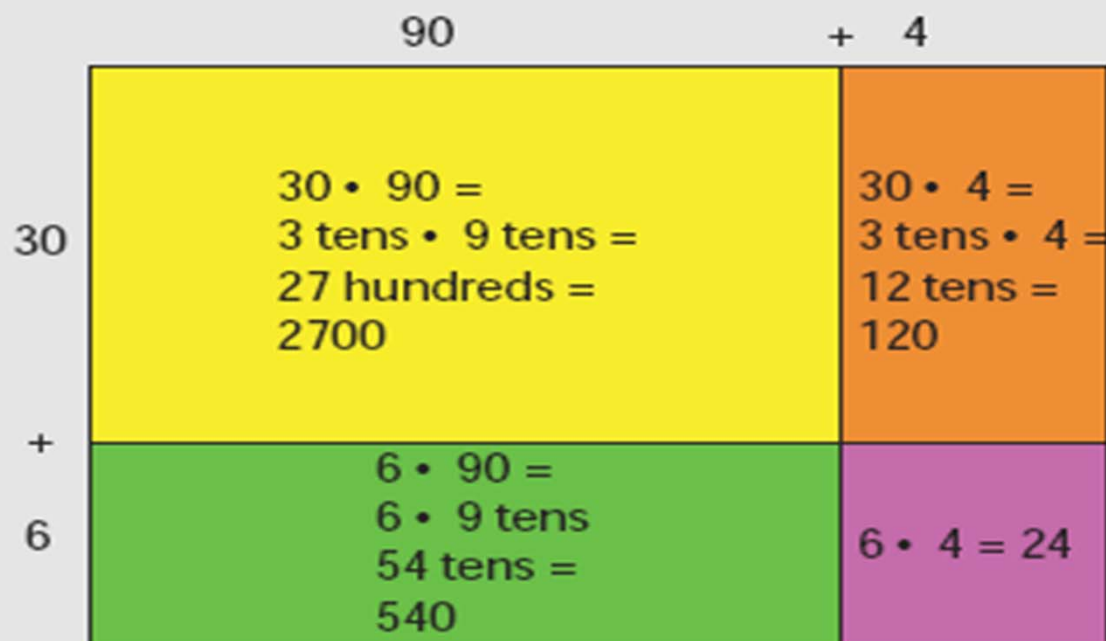 90 + 4
30
30 • 90 =
3 tens • 9 tens =
27 hundreds =
2700
30 • 4 =
3 tens • 4 =
12 tens =
120
+
6
6 • 90 =
6 • 9 tens
54 tens =
540
6 • 4 = 24